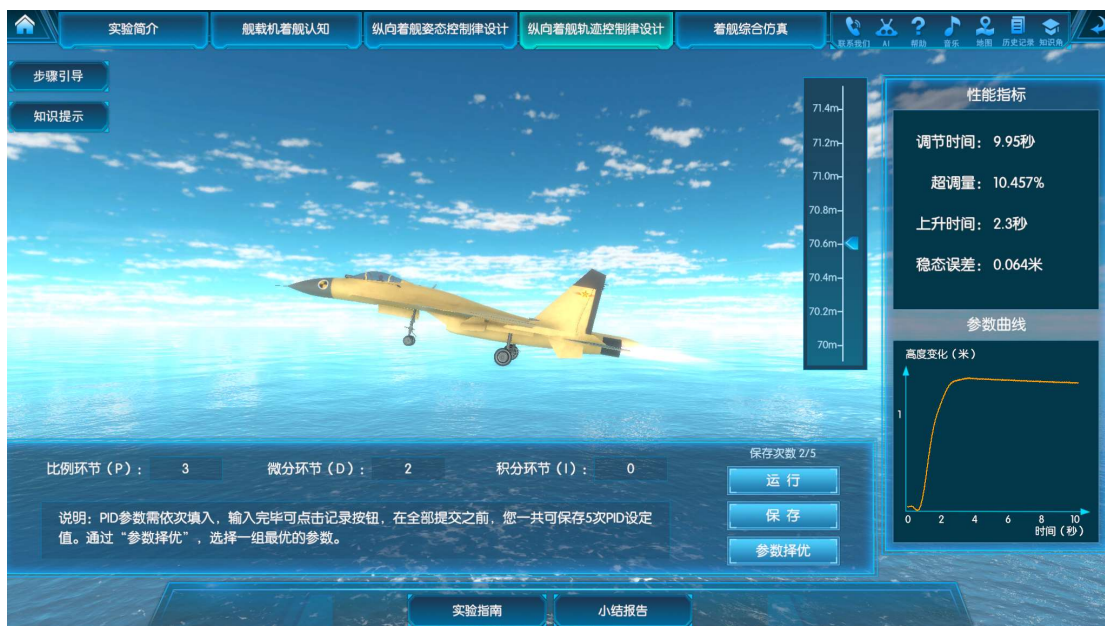 实验简介
舰载机着舰认知
纵向着舰姿态控制律设计
纵向着舰轨迹控制律设计
着舰综合仿真
联系我们
AI
帮助
音乐
地图
历史记录
知识角
步骤引导
知识提示
71.4m
71.2m
71.0m
70.8m
70.6m
70.4m
70.2m
70m
性能指标
调节时间：9.95秒
超调量：10.457%
上升时间：2.3秒
稳态误差：0.064米
参数曲线
高度变化（米）
1
0 2 4 6 8 10
时间（秒）
比例环节（P）： 3 微分环节（D）： 2 积分环节（I）： 0
说明：PID参数需依次填入，输入完毕可点击记录按钮，在全部提交之前，您一共可保存5次PID设定
值。通过“参数择优”，选择一组最优的参数。
保存次数 2/5
运 行
保 存
参数择优
实验指南
小结报告